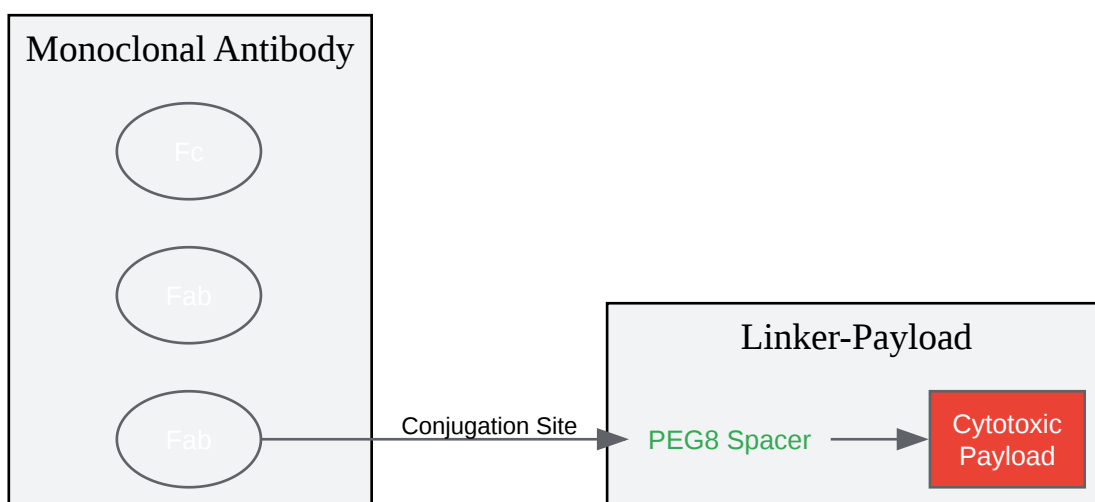 Monoclonal Antibody
Fc
Fab
Fab
Conjugation Site
Linker-Payload
PEG8 Spacer
Cytotoxic
Payload